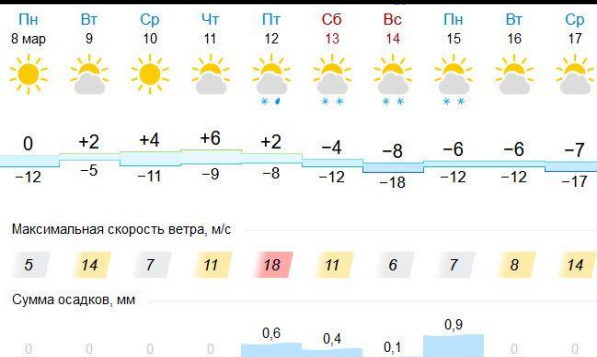 Пн Вт Ср Чт Пт Сб Вс Пн Вт Ср
8 мар 9 10 11 12 13 14 15 16 17
0 +2 +4 +6 +2 −4 −8 −6 −6 −7
−12 −5 −11 −9 −8 −12 −18 −12 −12 −17
Максимальная скорость ветра, м/с
5 14 7 11 18 11 6 7 8 14
Сумма осадков, мм
0 0 0 0 0,6 0,4 0,1 0,9 0 0